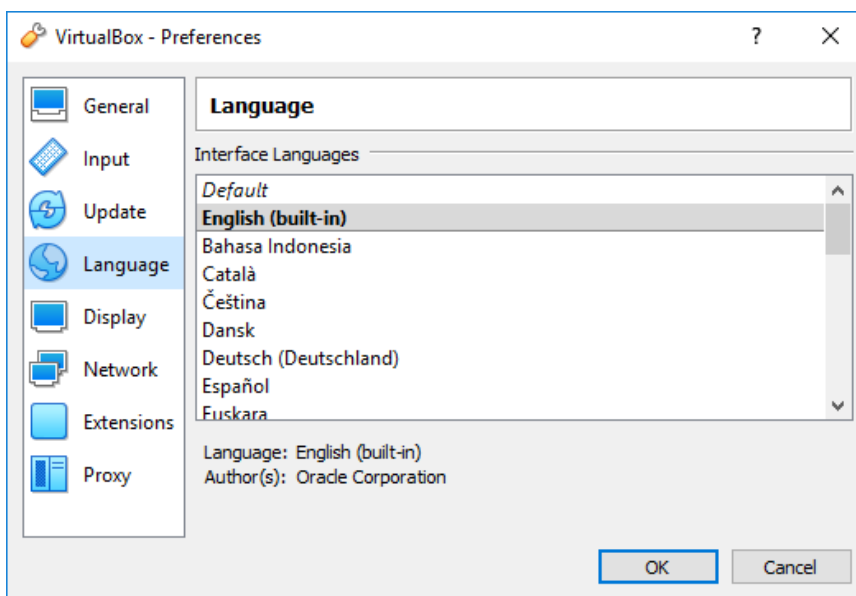 VirtualBox - Preferences
General
Input
Update
Language
Display
Network
Extensions
Proxy
Language
Interface Languages
Default
English (built-in)
Bahasa Indonesia
Català
Čeština
Dansk
Deutsch (Deutschland)
Español
Euskara
Language: English (built-in)
Author(s): Oracle Corporation
OK
Cancel